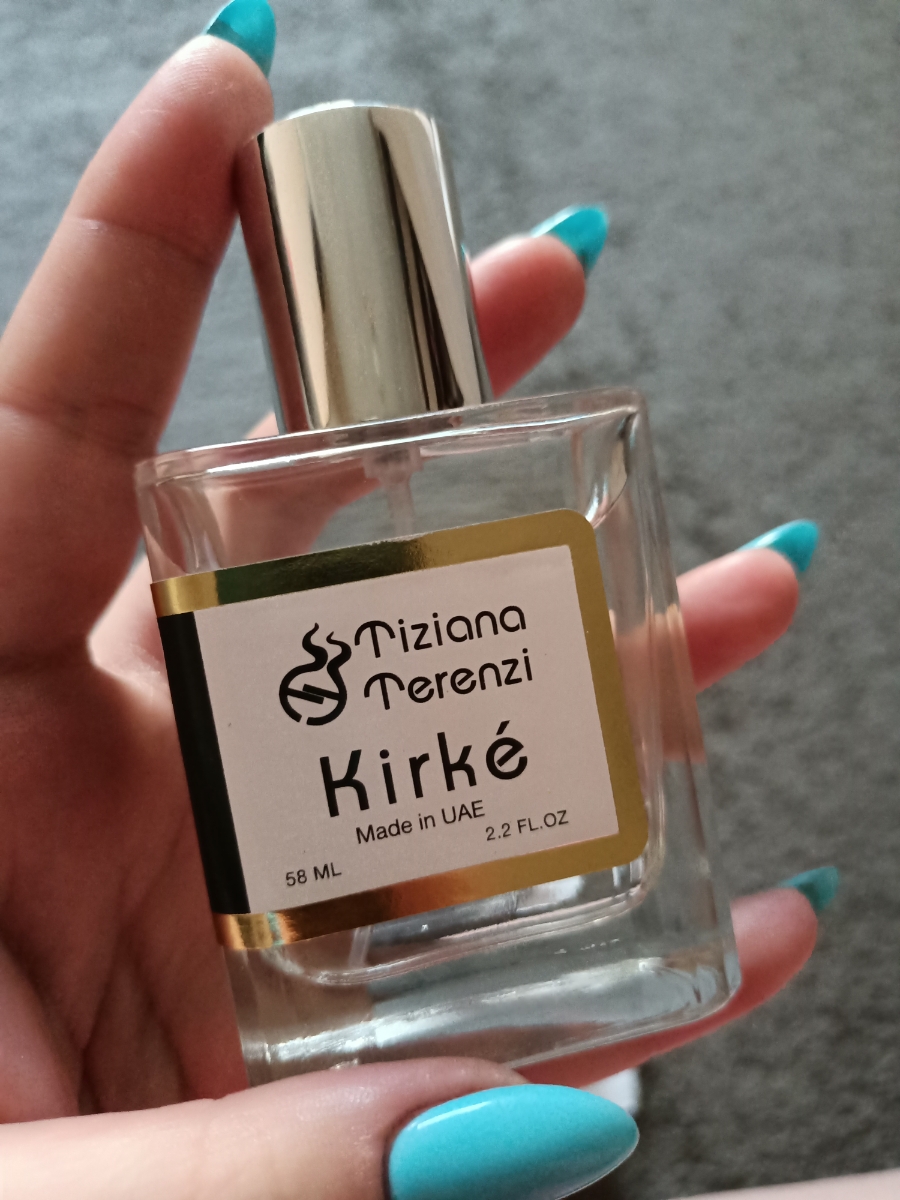 Tiziana
Terenzi
Kirké
Made in UAE
58 ML 2.2 FL.OZ